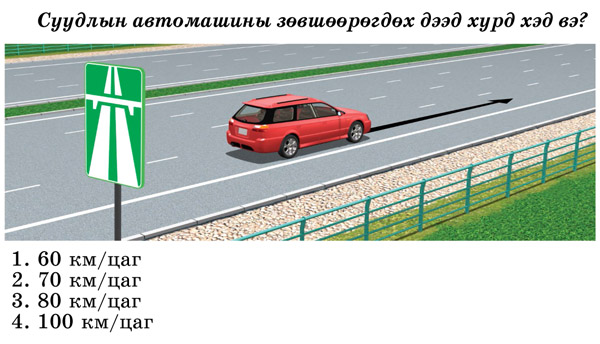 Суудлын автомашины зөвшөөрөгдөх дээд хурд хэд вэ?
1. 60 км/цаг
2. 70 км/цаг
3. 80 км/цаг
4. 100 км/цаг